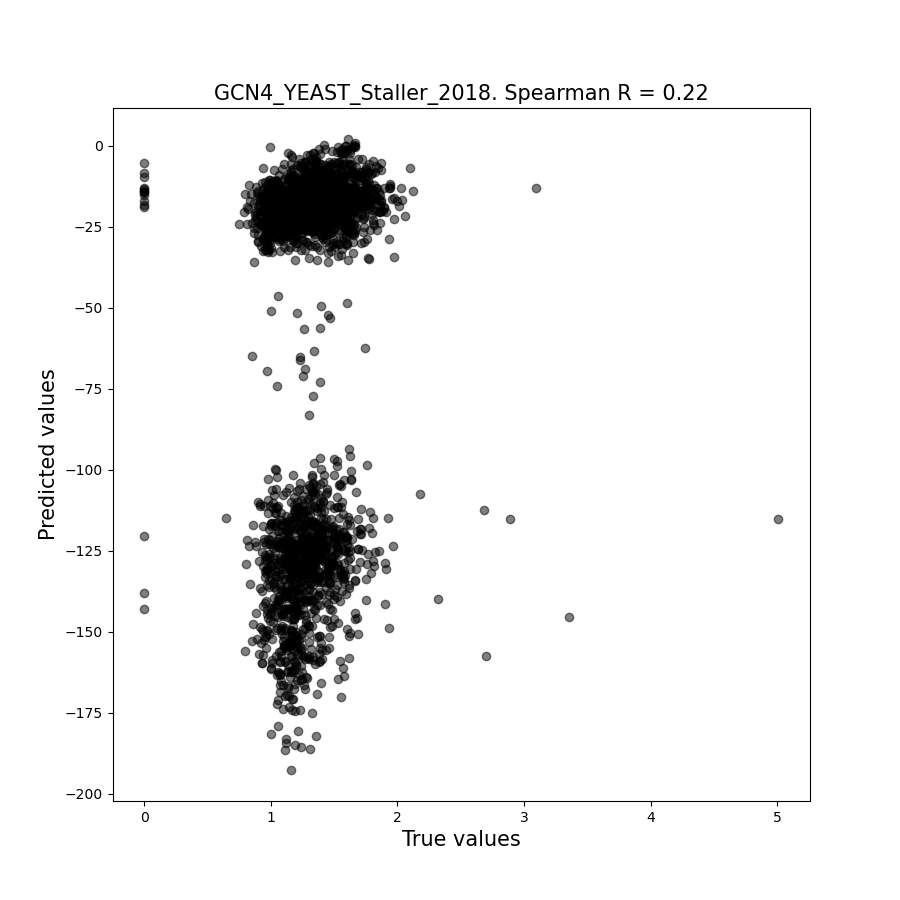 GCN4_YEAST_Staller_2018. Spearman R = 0.22
0
−25
−50
−75
−100
−125
−150
−175
−200
Predicted values
0 1 2 3 4 5
True values